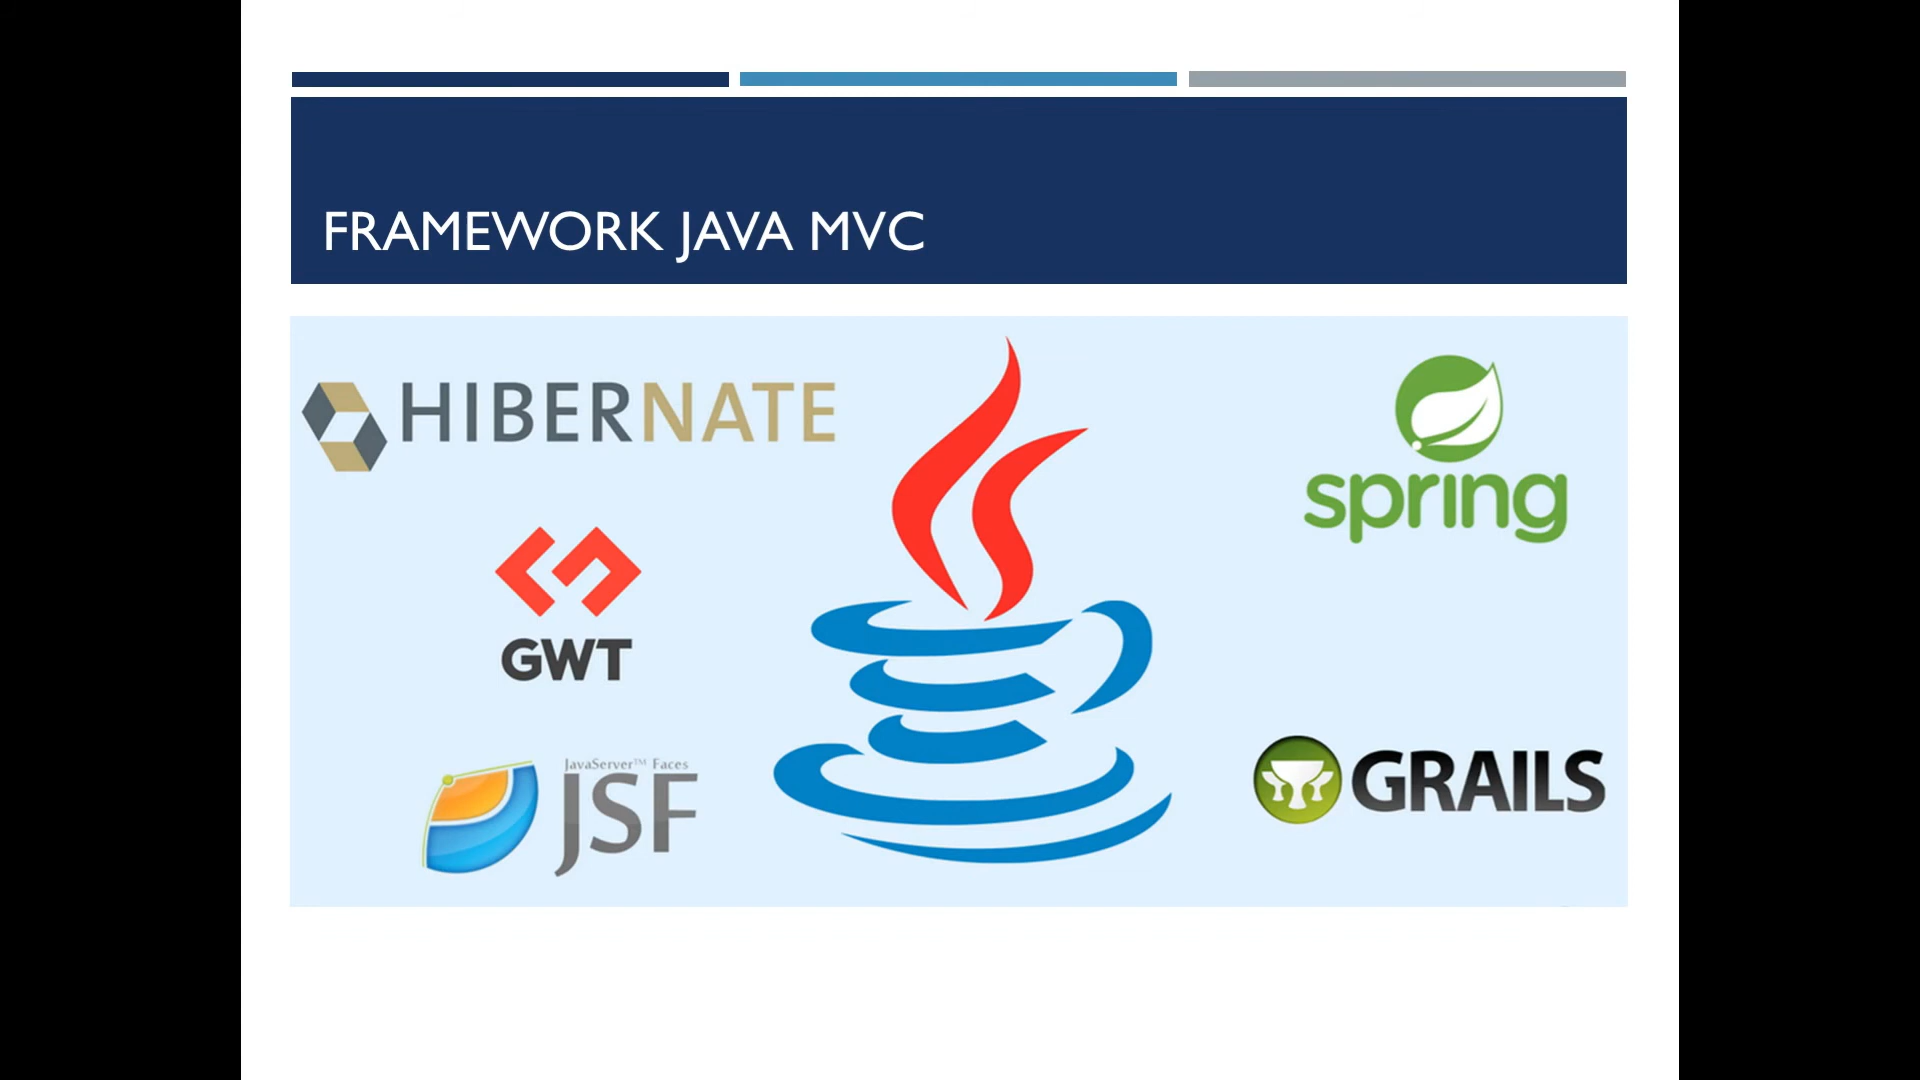 FRAMEWORK JAVA MVC
HIBERNATE
spring
GWT
JavaServer™ Faces
JSF
GRAILS